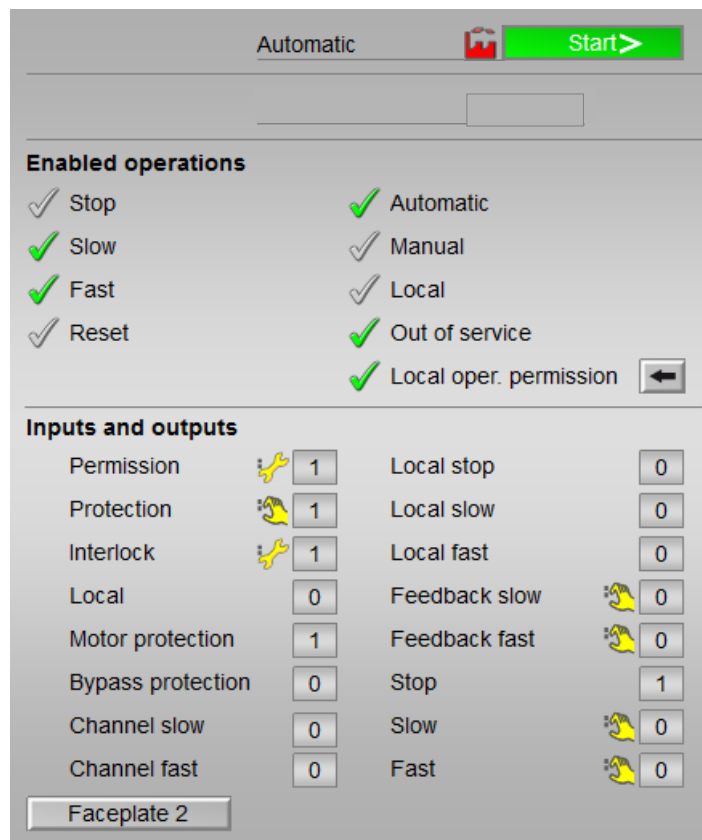 Automatic Start>
Enabled operations
Stop Automatic
Slow Manual
Fast Local
Reset Out of service
Local oper. permission
Inputs and outputs
Permission 1 Local stop 0
Protection 1 Local slow 0
Interlock 1 Local fast 0
Local 0 Feedback slow 0
Motor protection 1 Feedback fast 0
Bypass protection 0 Stop 1
Channel slow 0 Slow 0
Channel fast 0 Fast 0
Faceplate 2